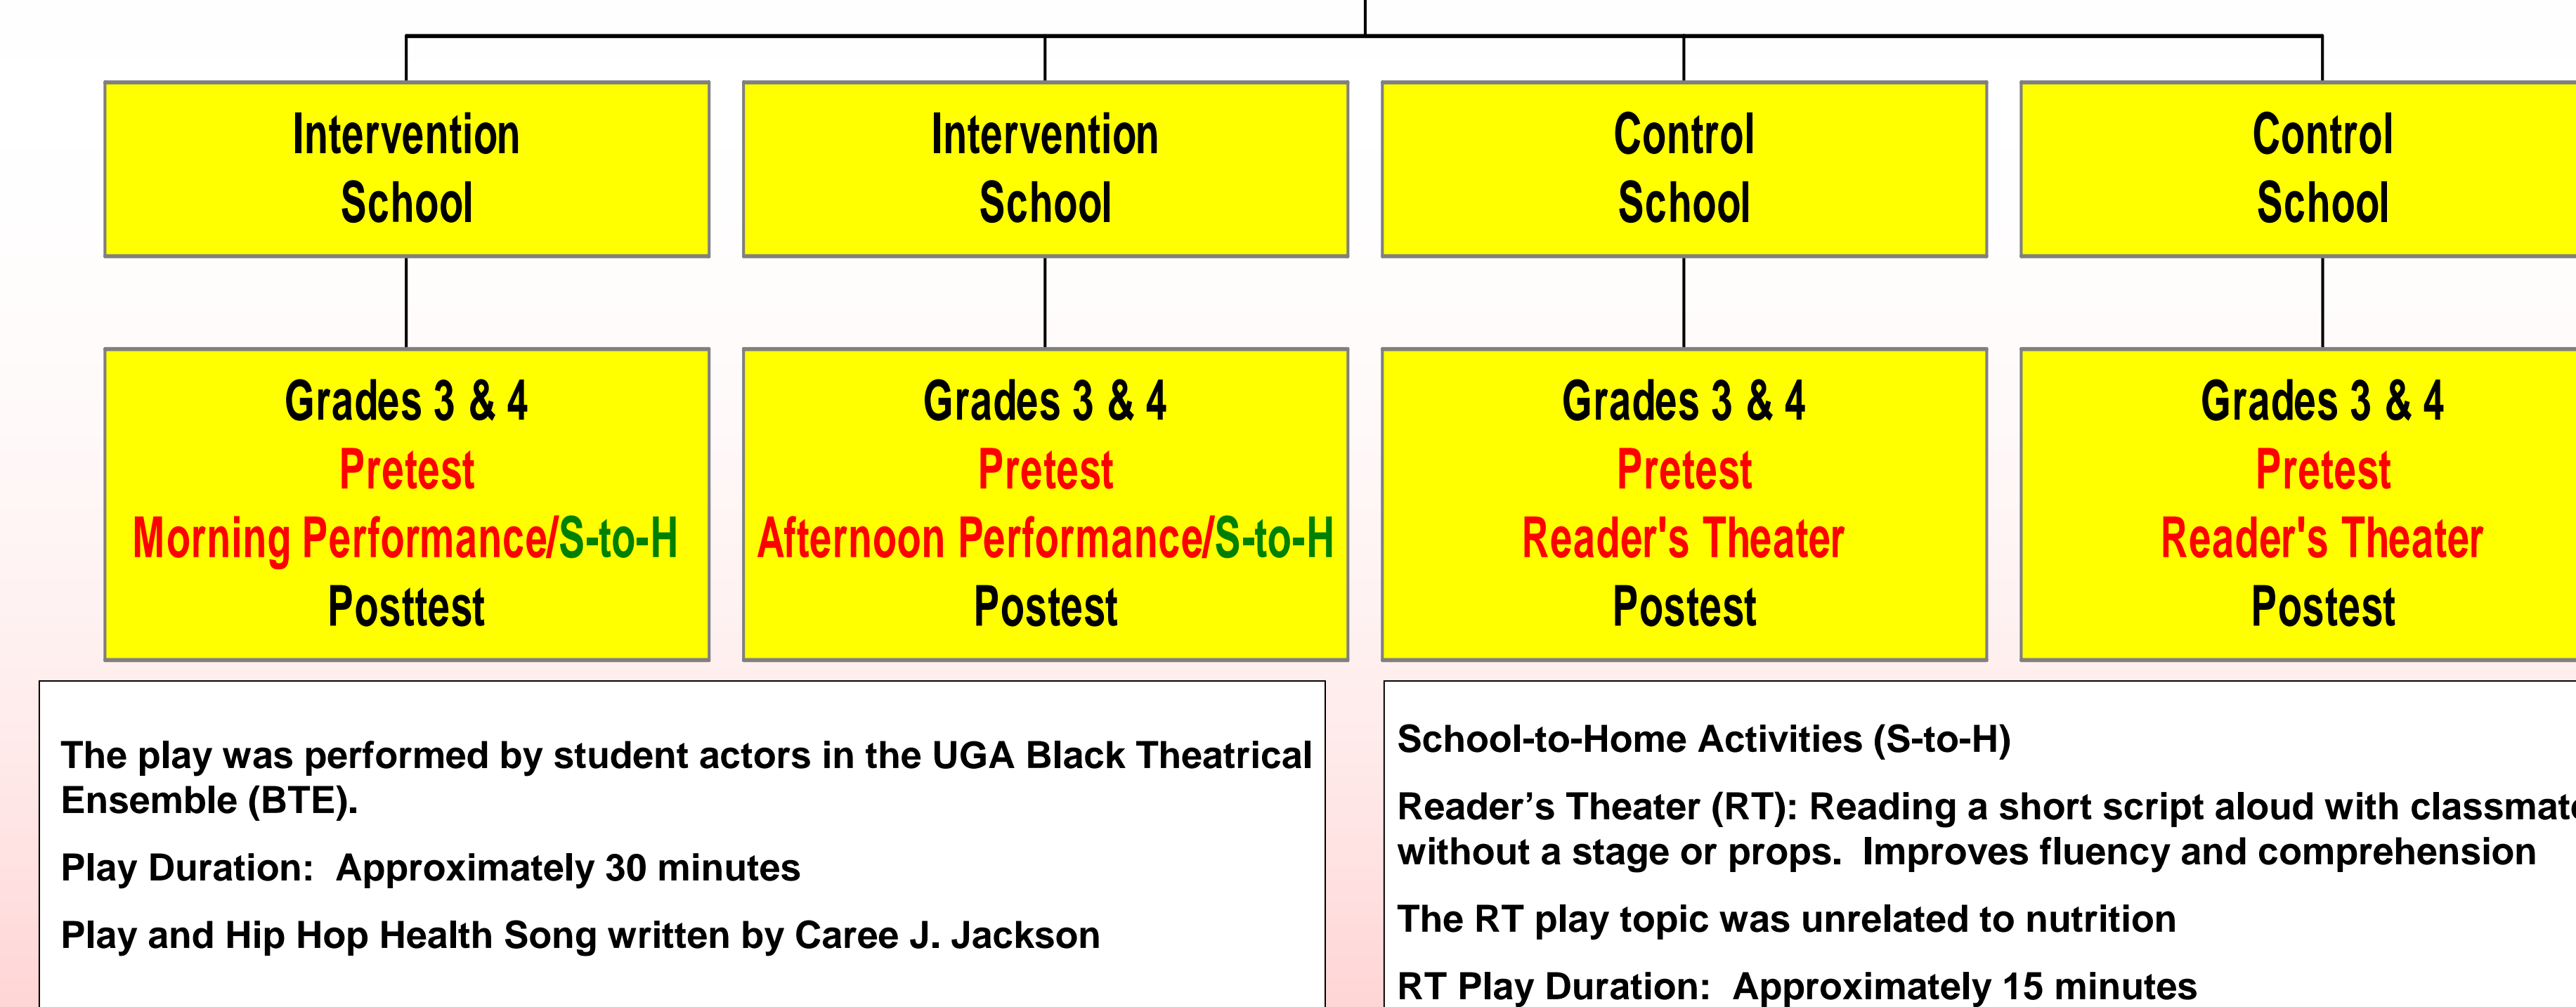 Intervention
School
Intervention
School
Control
School
Control
School
Grades 3 & 4
Pretest
Morning Performance/S-to-H
Posttest
Grades 3 & 4
Pretest
Afternoon Performance/S-to-H
Postest
Grades 3 & 4
Pretest
Reader's Theater
Postest
Grades 3 & 4
Pretest
Reader's Theater
Postest
The play was performed by student actors in the UGA Black Theatrical
Ensemble (BTE).
Play Duration:  Approximately 30 minutes
Play and Hip Hop Health Song written by Caree J. Jackson
School-to-Home Activities (S-to-H)
Reader’s Theater (RT): Reading a short script aloud with
without a stage or props.  Improves fluency and comprehension
The RT play topic was unrelated to nutrition
RT Play Duration:  Approximately 15 minutes